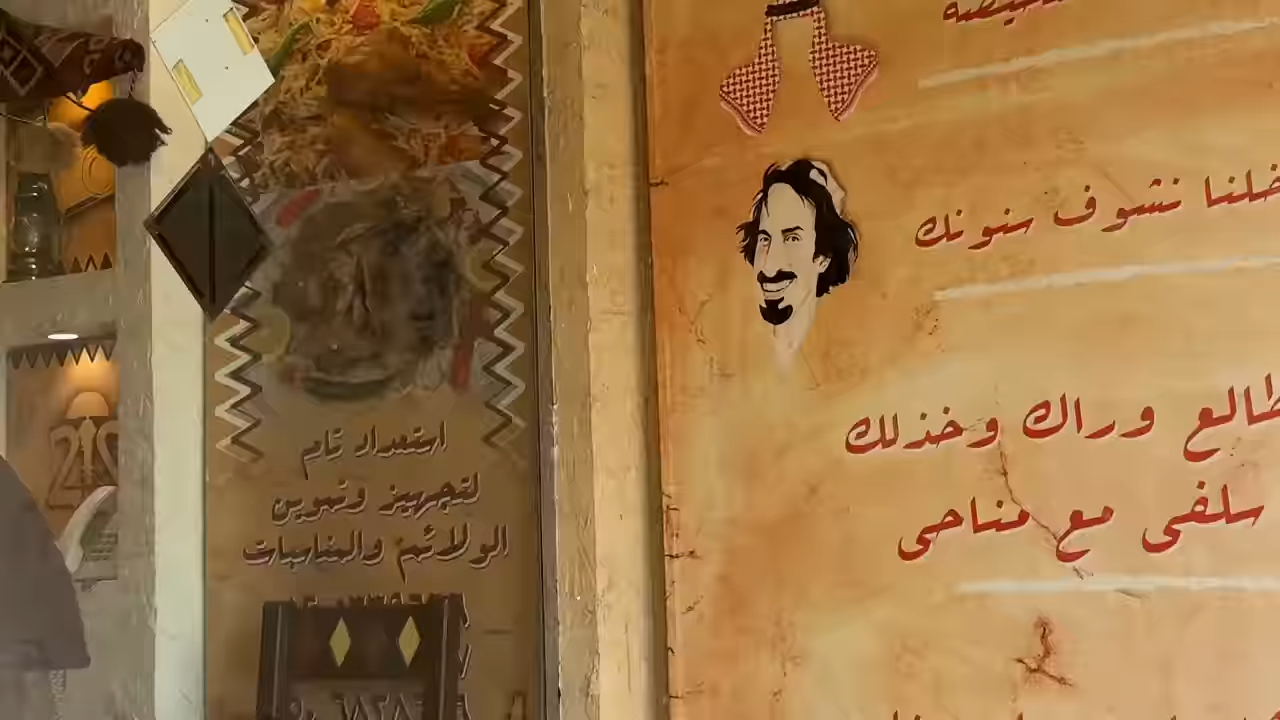 خلنا نشوف سنونك
طالع وراك وخذلك
سلفي مع مناحي
استعداد تام
لتجهيز وتموين
الولائم والمناسبات